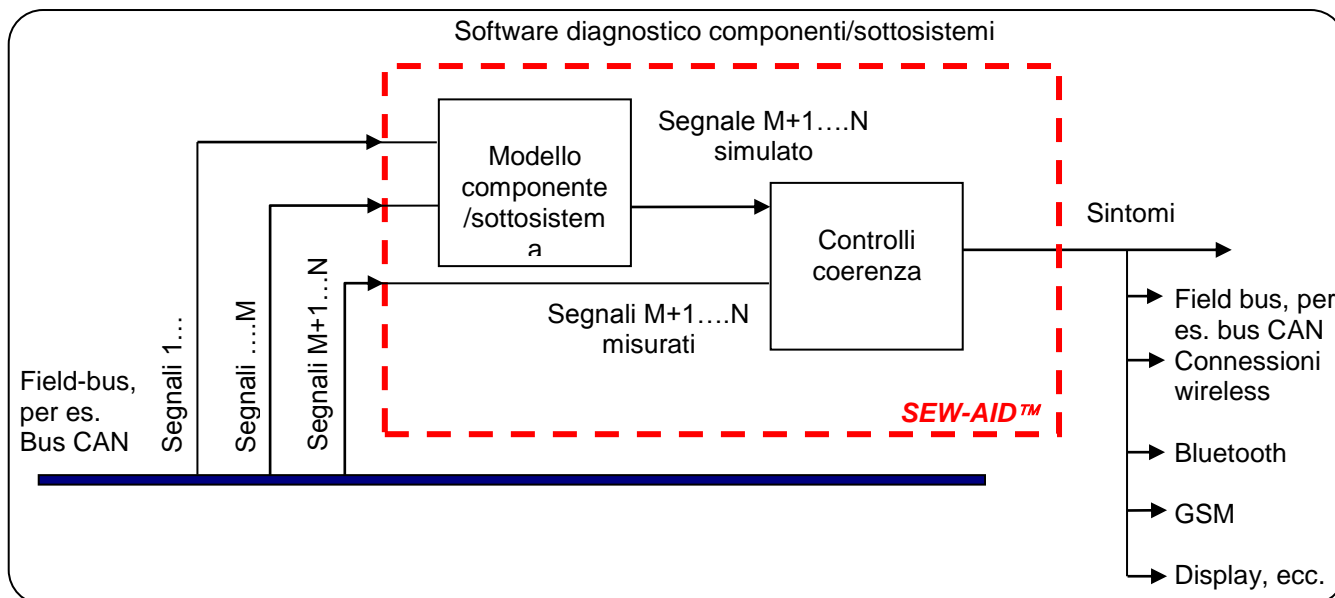 Software diagnostico componenti/sottosistemi
Modello
componente
/sottosistem
a
Segnale M+1….N
simulato
Controlli
coerenza
Sintomi
Segnali M+1….N
misurati
SEW-AID™
Field-bus,
per es.
Bus CAN
Segnali 1…
Segnali ….M
Segnali M+1…N
Field bus, per
es. bus CAN
Connessioni
wireless
Bluetooth
GSM
Display, ecc.